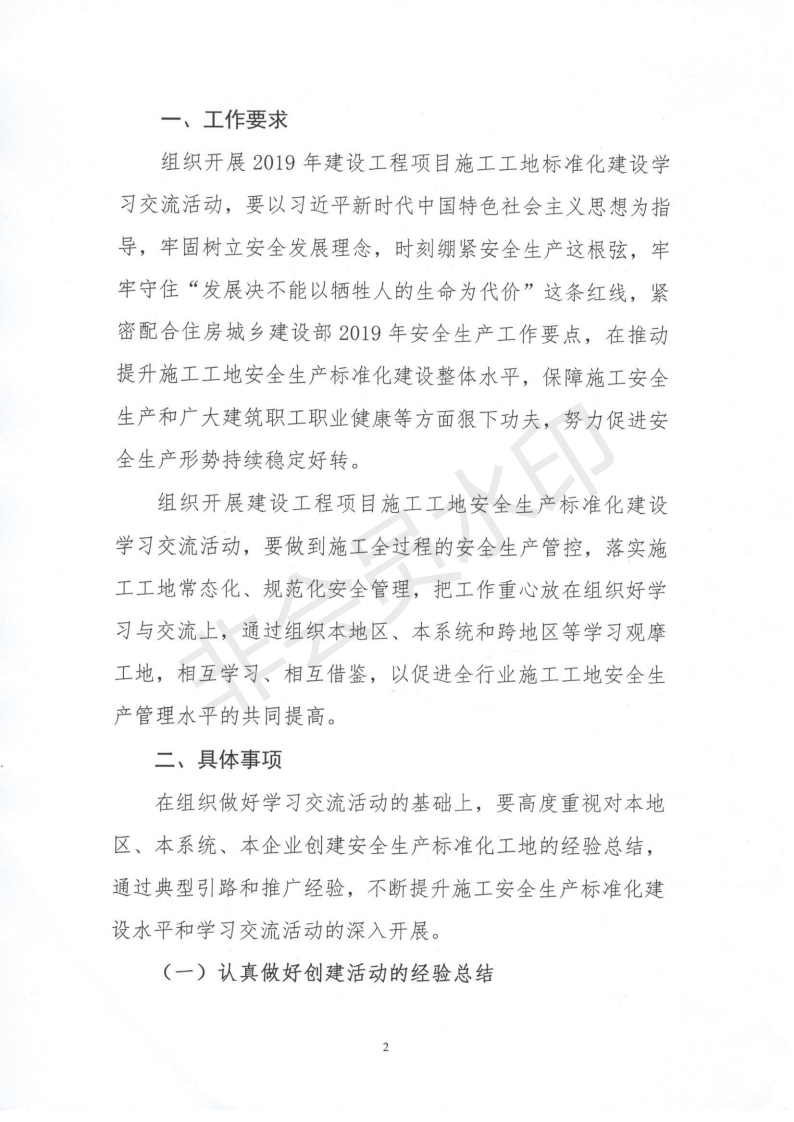 一、工作要求
组织开展 2019 年建设工程项目施工工地标准化建设学
习交流活动，要以习近平新时代中国特色社会主义思想为指
导，牢固树立安全发展理念，时刻绷紧安全生产这根弦，牢
牢守住“发展决不能以牺牲人的生命为代价”这条红线，紧
密配合住房城乡建设部 2019 年安全生产工作要点，在推动
提升施工工地安全生产标准化建设整体水平，保障施工安全
生产和广大建筑职工职业健康等方面狠下功夫，努力促进安
全生产形势持续稳定好转。
组织开展建设工程项目施工工地安全生产标准化建设
学习交流活动，要做到施工全过程的安全生产管控，落实施
工工地常态化、规范化安全管理，把工作重心放在组织好学
习与交流上，通过组织本地区、本系统和跨地区等学习观摩
工地，相互学习、相互借鉴，以促进全行业施工工地安全生
产管理水平的共同提高。
二、具体事项
在组织做好学习交流活动的基础上，要高度重视对本地
区、本系统、本企业创建安全生产标准化工地的经验总结，
通过典型引路和推广经验，不断提升施工安全生产标准化建
设水平和学习交流活动的深入开展。
（一）认真做好创建活动的经验总结
2
非会员水印